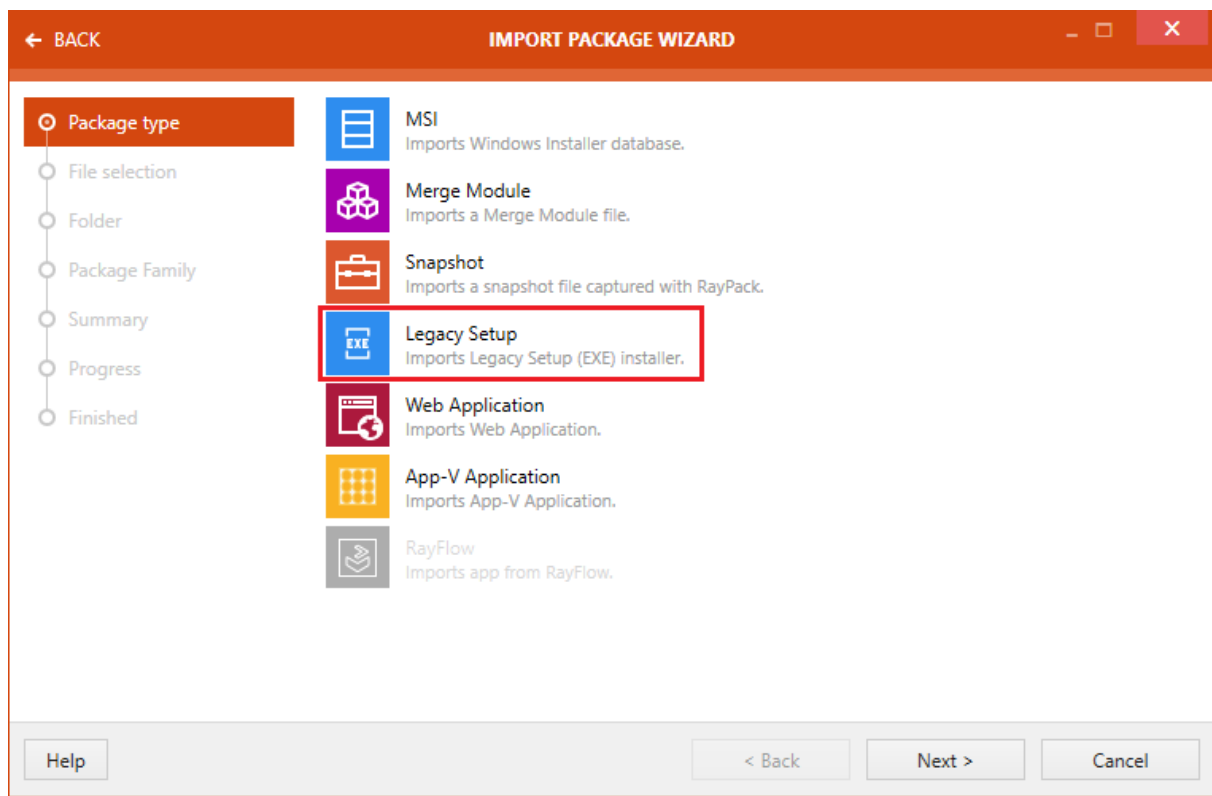 BACK
IMPORT PACKAGE WIZARD
Package type
File selection
Folder
Package Family
Summary
Progress
Finished
MSI
Imports Windows Installer database.
Merge Module
Imports a Merge Module file.
Snapshot
Imports a snapshot file captured with RayPack.
EXE
Legacy Setup
Imports Legacy Setup (EXE) installer.
Web Application
Imports Web Application.
App-V Application
Imports App-V Application.
RayFlow
Imports app from RayFlow.
Help
< Back
Next >
Cancel